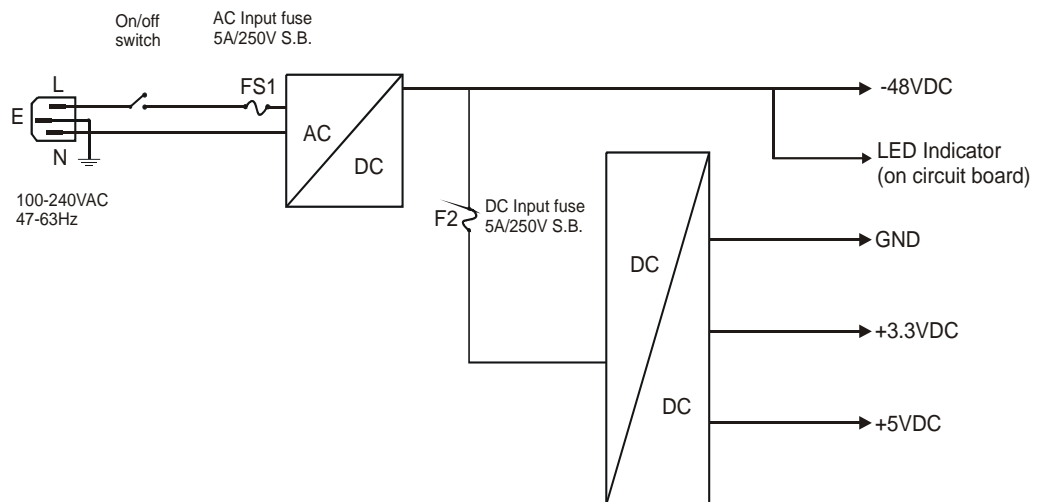 On/off
switch
AC Input fuse
5A/250V S.B.
L
FS1
E
N
100-240VAC
47-63Hz
AC
DC
-48VDC
LED Indicator
(on circuit board)
F2
DC Input fuse
5A/250V S.B.
DC
DC
GND
+3.3VDC
+5VDC